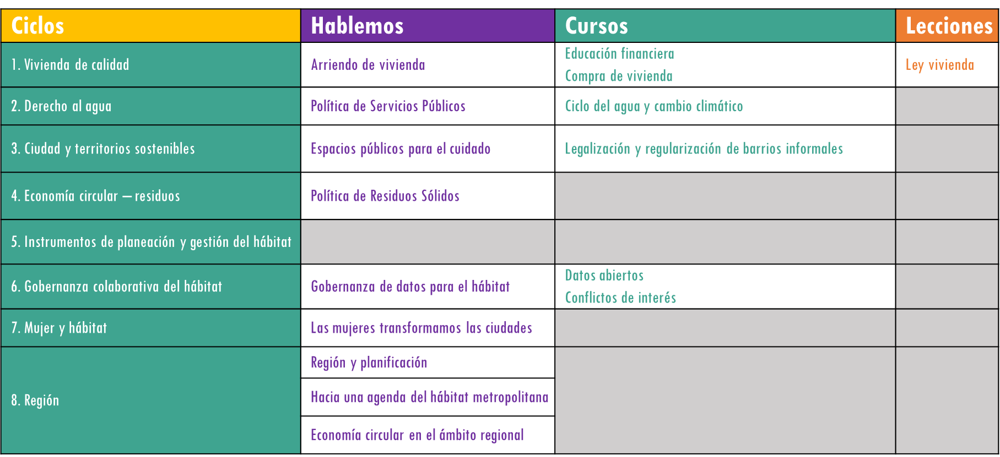 Ciclos
Hablemos
Cursos
Lecciones
1. Vivienda de calidad
Arriendo de vivienda
Educación financiera
Compra de vivienda
Ley vivienda
2. Derecho al agua
Política de Servicios Públicos
Ciclo del agua y cambio climático
3. Ciudad y territorios sostenibles
Espacios públicos para el cuidado
Legalización y regularización de barrios informales
4. Economía circular – residuos
Política de Residuos Sólidos
5. Instrumentos de planeación y gestión del hábitat
6. Gobernanza colaborativa del hábitat
Gobernanza de datos para el hábitat
Datos abiertos
Conflictos de interés
7. Mujer y hábitat
Las mujeres transformamos las ciudades
8. Región
Región y planificación
Hacia una agenda del hábitat metropolitana
Economía circular en el ámbito regional